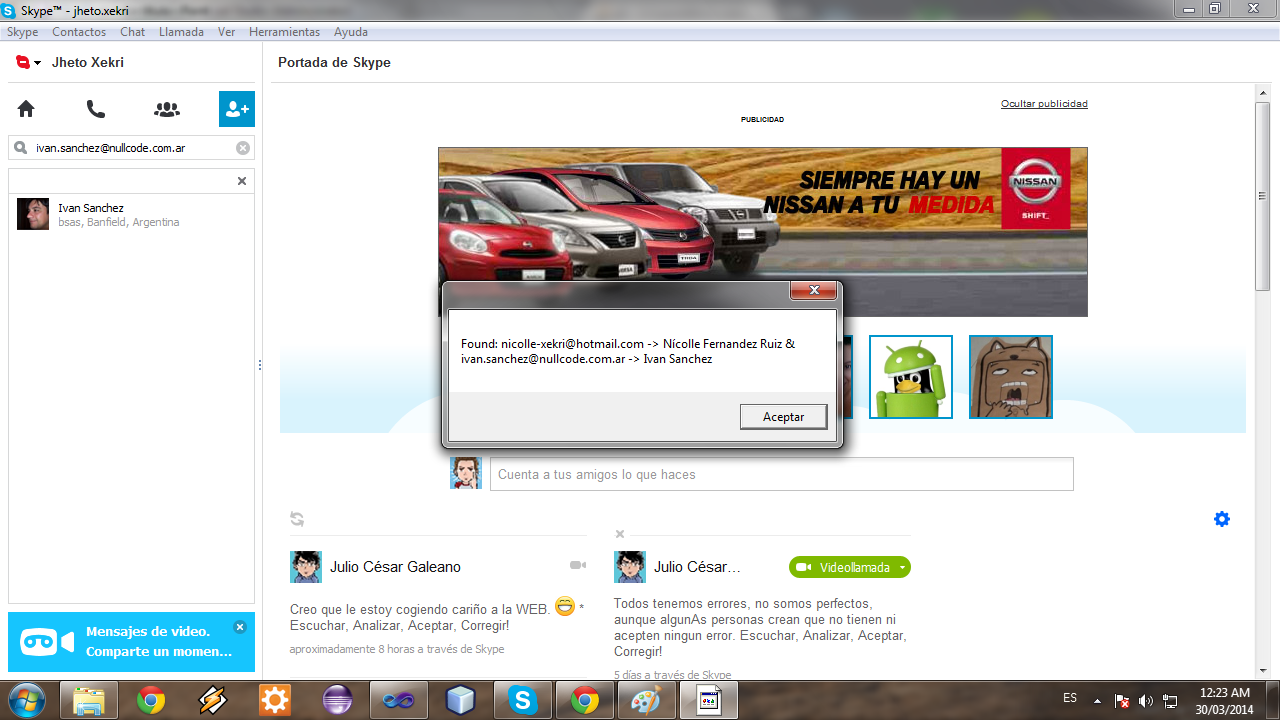 Skype™ - jheto.xekri
Skype Contactos Chat Llamada Ver Herramientas Ayuda
Jheto Xekri
ivan.sanchez@nullcode.com.ar
Ivan Sanchez
bsas, Banfield, Argentina
Mensajes de video.
Comparte un momen...
Portada de Skype
Ocultar publicidad
PUBLICIDAD
SIEMPRE HAY UN
NISSAN A TU MEDIDA
NISSAN
SHIFT_
TIIDA
Found: nicolle-xekri@hotmail.com -> Nícolle Fernandez Ruiz &
ivan.sanchez@nullcode.com.ar -> Ivan Sanchez
Aceptar
Cuenta a tus amigos lo que haces
Julio César Galeano
Creo que le estoy cogiendo cariño a la WEB. *
Escuchar, Analizar, Aceptar, Corregir!
aproximadamente 8 horas a través de Skype
Julio César...
Videollamada
Todos tenemos errores, no somos perfectos,
aunque algunAs personas crean que no tienen ni
acepten ningun error. Escuchar, Analizar, Aceptar,
Corregir!
5 días a través de Skype
ES
12:23 AM
30/03/2014